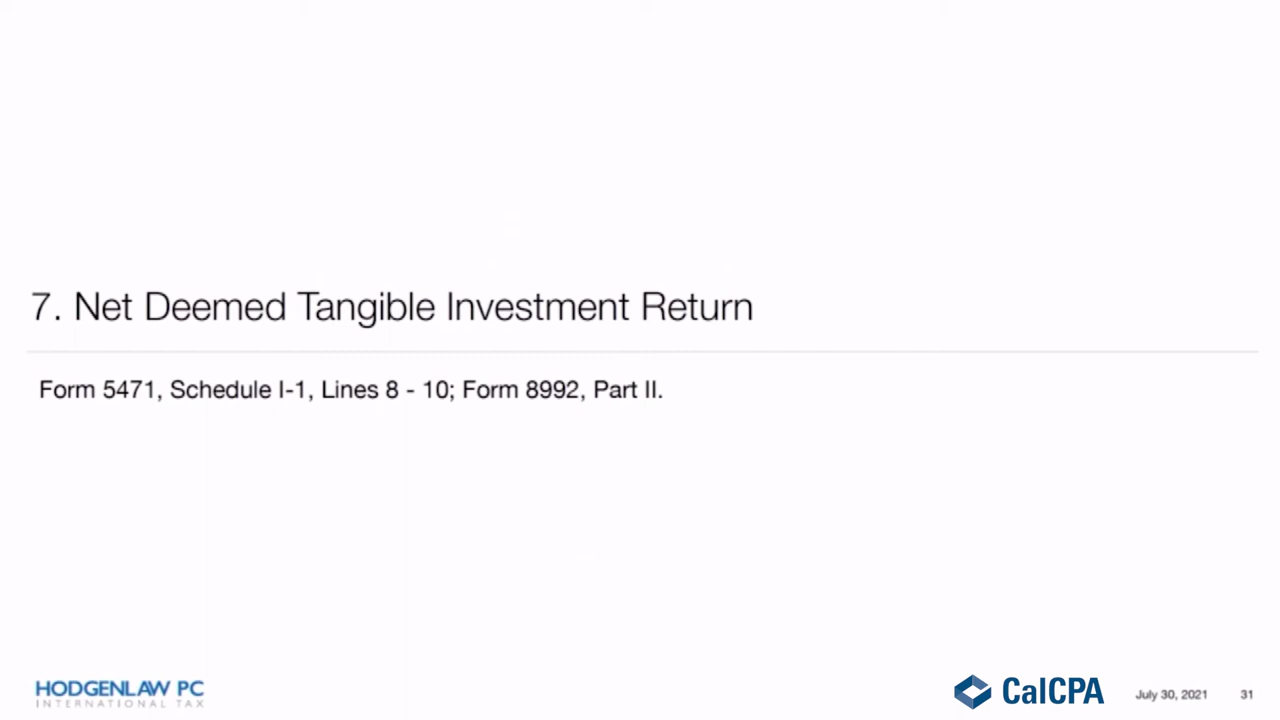 7. Net Deemed Tangible Investment Return
Form 5471, Schedule I-1, Lines 8 - 10; Form 8992, Part II.
HODGENLAW PC
INTERNATIONAL TAX
CalCPA
July 30, 2021
31